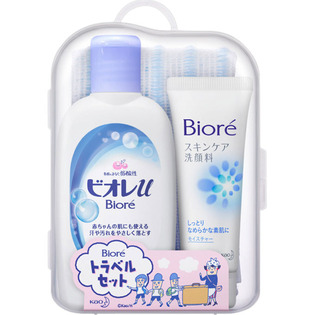 ビオレu
Bioré
赤ちゃんの肌にも使える
汗や汚れをやさしく落とす
Bioré
スキンケア
洗顔料
しっとり
なめらかな素肌に
モイスチャー
Kao
Bioré
トラベル
セット
Kao